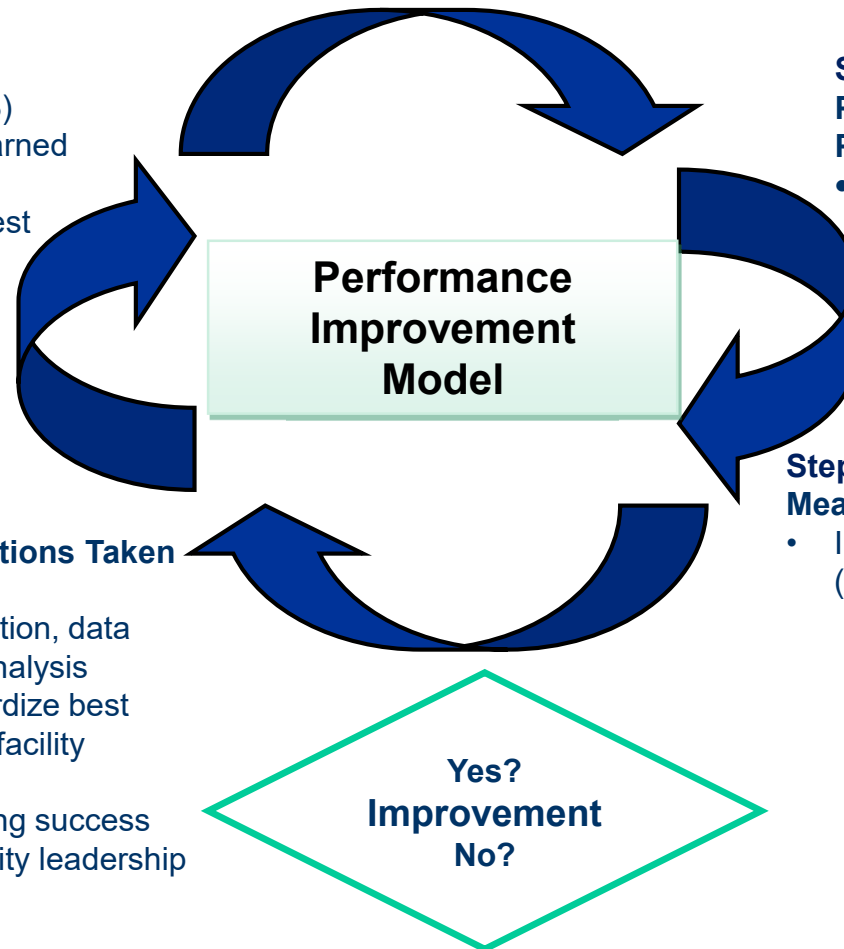 )
arned
est
S
P
F
•
Performance
Improvement
Model
Step
Mea
• I
(
tions Taken
tion, data
nalysis
rdize best
facility
ng success
ity leadership
Yes?
Improvement
No?